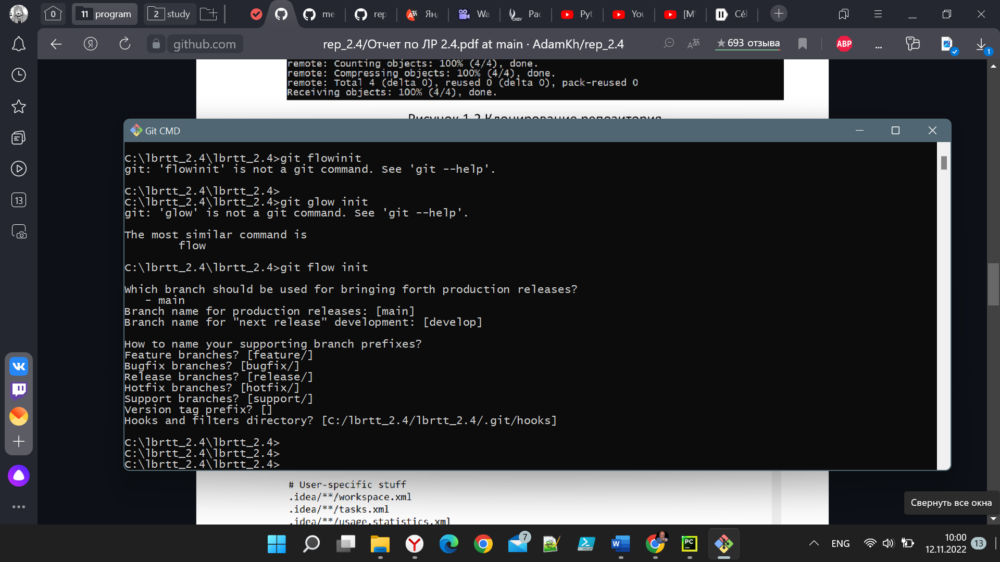 0
11 program
2 study
me
rep
Ян
Wa
Рас
Pyt
You
[M
Cél
github.com
rep_2.4/Отчет по ЛР 2.4.pdf at main · AdamKh/rep_2.4
★ 693 отзыва
ABP
...
1
remote: Counting objects: 100% (4/4), done.
remote: Compressing objects: 100% (4/4), done.
remote: Total 4 (delta 0), reused 0 (delta 0), pack-reused 0
Receiving objects: 100% (4/4), done.
Рисунок 1.2 Клонирование репозитория
Git CMD
C:\lbrtt_2.4\lbrtt_2.4>git flowinit
git: 'flowinit' is not a git command. See 'git --help'.
C:\lbrtt_2.4\lbrtt_2.4>
C:\lbrtt_2.4\lbrtt_2.4>git glow init
git: 'glow' is not a git command. See 'git --help'.
The most similar command is
flow
C:\lbrtt_2.4\lbrtt_2.4>git flow init
Which branch should be used for bringing forth production releases?
- main
Branch name for production releases: [main]
Branch name for "next release" development: [develop]
How to name your supporting branch prefixes?
Feature branches? [feature/]
Bugfix branches? [bugfix/]
Release branches? [release/]
Hotfix branches? [hotfix/]
Support branches? [support/]
Version tag prefix? []
Hooks and filters directory? [C:/lbrtt_2.4/lbrtt_2.4/.git/hooks]
C:\lbrtt_2.4\lbrtt_2.4>
C:\lbrtt_2.4\lbrtt_2.4>
C:\lbrtt_2.4\lbrtt_2.4>
13
# User-specific stuff
.idea/**/workspace.xml
.idea/**/tasks.xml
.idea/**/usage.statistics.xml
Свернуть все окна
7
PC
ENG
10:00
12.11.2022
13